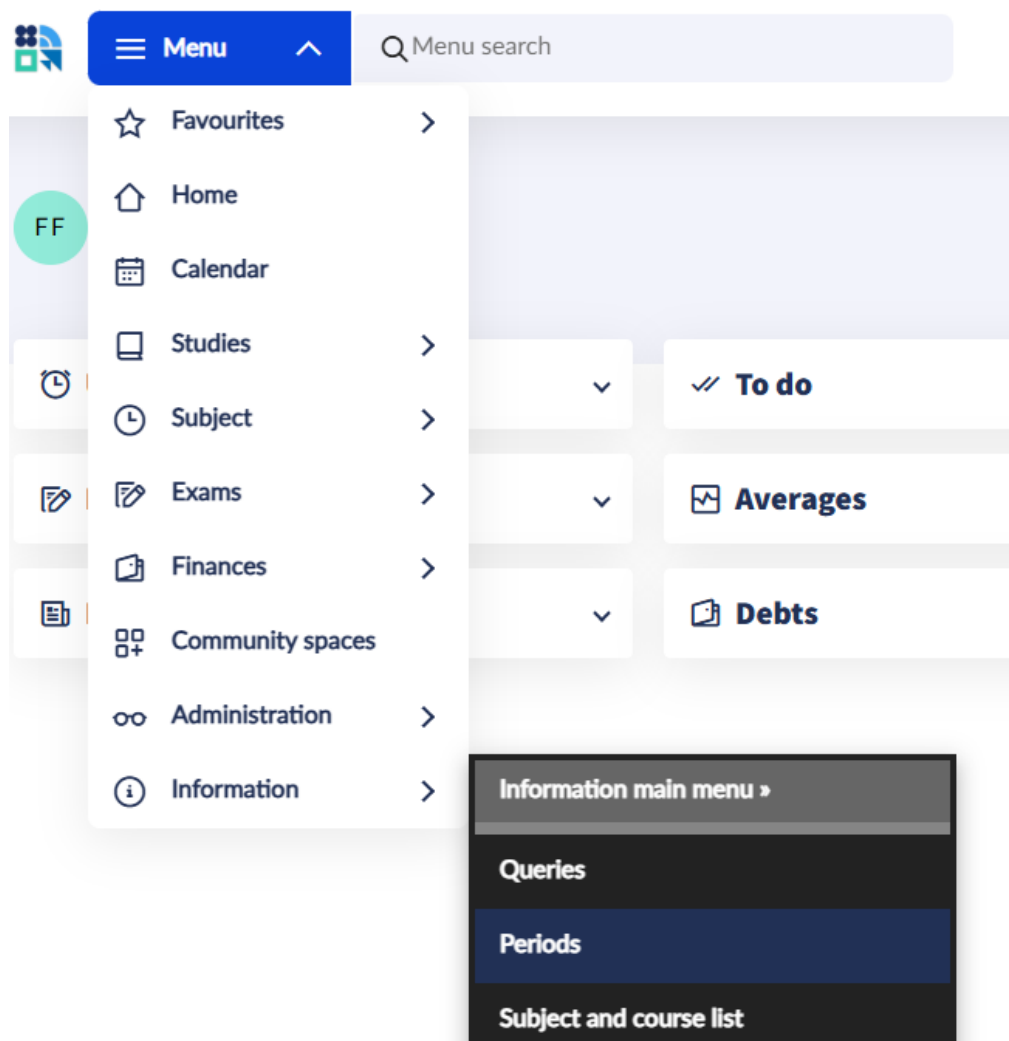 Menu
Menu search
Favourites
Home
FF
Calendar
Studies
To do
Subject
Exams
Averages
Finances
Debts
Community spaces
Administration
Information
Information main menu »
Queries
Periods
Subject and course list